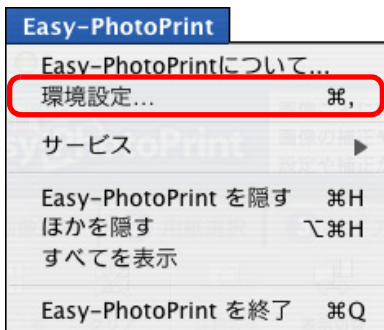 Easy-PhotoPrint
Easy-PhotoPrintについて...
環境設定... ⌘,
サービス ▶
Easy-PhotoPrint を隠す ⌘H
ほかを隠す ⌥⌘H
すべてを表示
Easy-PhotoPrint を終了 ⌘Q